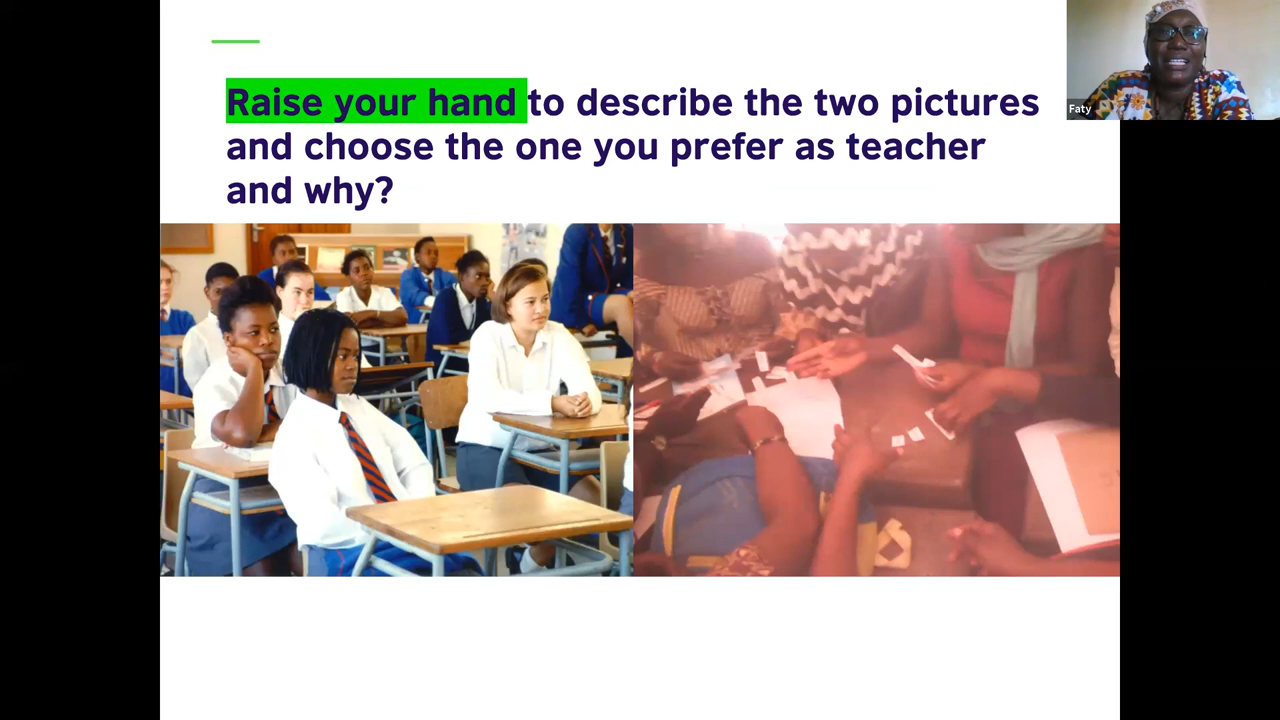 Raise your hand to describe the two pictures
and choose the one you prefer as teacher
and why?
Faty